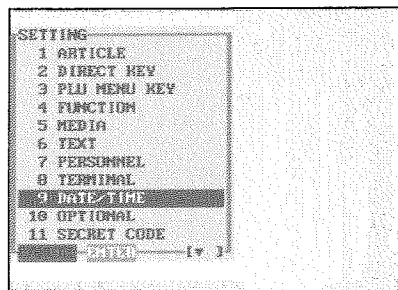 SETTING
1 ARTICLE
2 DIRECT KEY
3 PLU MENU KEY
4 FUNCTION
5 MEDIA
6 TEXT
7 PERSONNEL
8 TERMINAL
9 DATE/TIME
10 OPTIONAL
11 SECRET CODE
ENTER [▼ ]